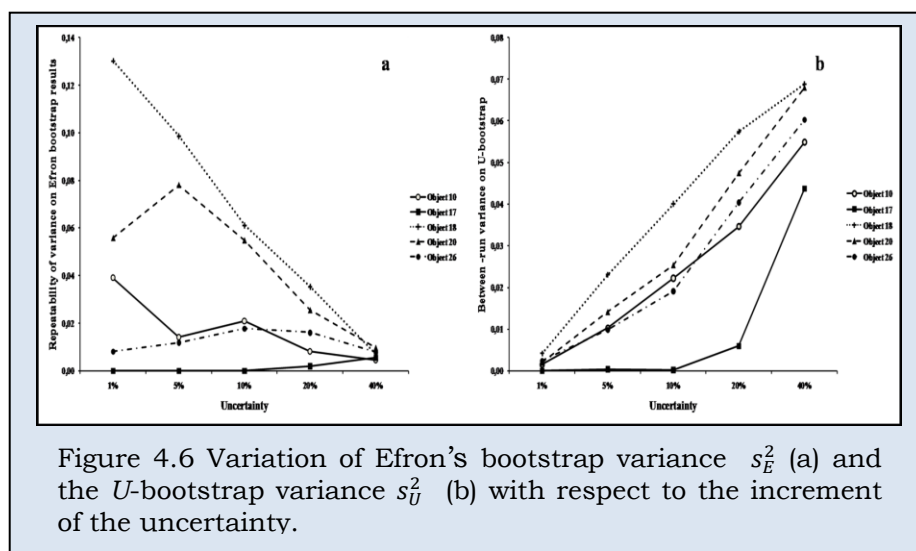 a
Repeatability of variance on Efron bootstrap results
0,14
0,12
0,10
0,08
0,06
0,04
0,02
0,00
1%
5%
10%
20%
40%
Uncertainty
Object 10
Object 17
Object 18
Object 20
Object 26
b
Between -run variance on U-bootstrap
0,08
0,07
0,06
0,05
0,04
0,03
0,02
0,01
0,00
1%
5%
10%
20%
40%
Uncertainty
Object 10
Object 17
Object 18
Object 20
Object 26
Figure 4.6 Variation of Efron’s bootstrap variance $s_E^2$ (a) and
the U-bootstrap variance $s_U^2$ (b) with respect to the increment
of the uncertainty.